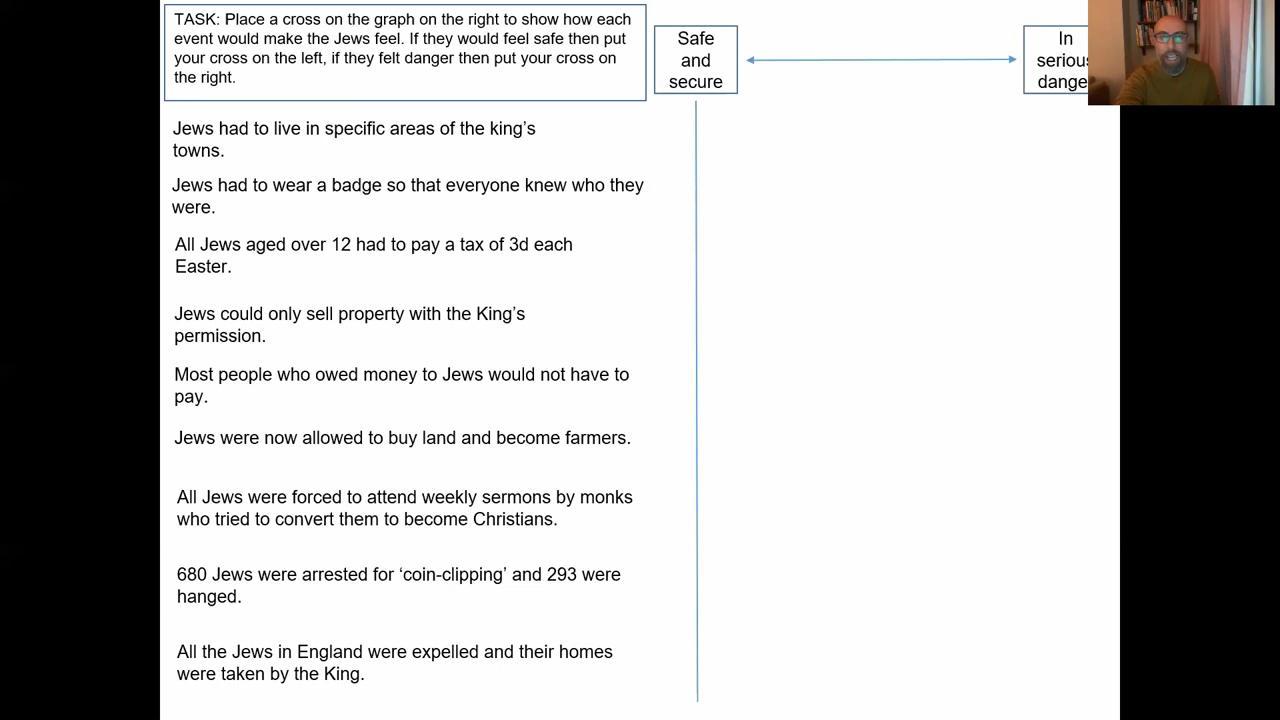 TASK: Place a cross on the graph on the right to show how each
event would make the Jews feel. If they would feel safe then put
your cross on the left, if they felt danger then put your cross on
the right.
Safe
and
secure
In
serious
dange
Jews had to live in specific areas of the king's
towns.
Jews had to wear a badge so that everyone knew who they
were.
All Jews aged over 12 had to pay a tax of 3d each
Easter.
Jews could only sell property with the King's
permission.
Most people who owed money to Jews would not have to
pay.
Jews were now allowed to buy land and become farmers.
All Jews were forced to attend weekly sermons by monks
who tried to convert them to become Christians.
680 Jews were arrested for 'coin-clipping' and 293 were
hanged.
All the Jews in England were expelled and their homes
were taken by the King.